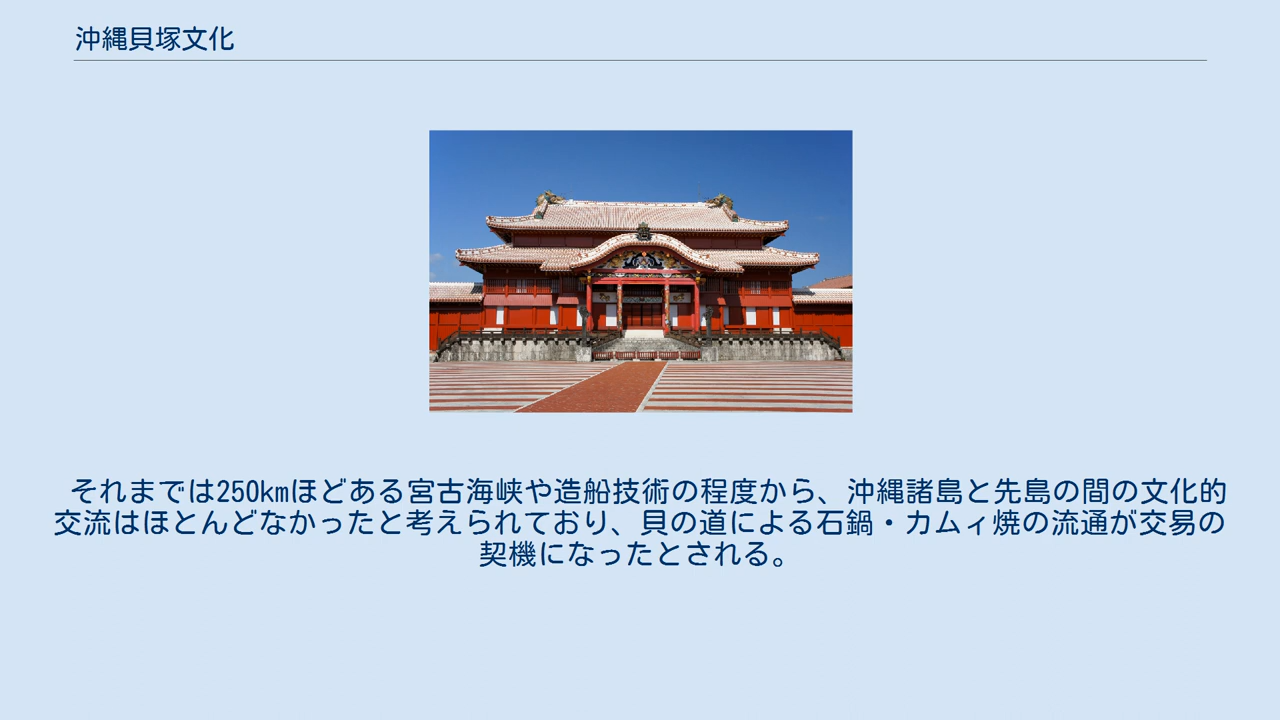 沖縄貝塚文化
それまでは250kmほどある宮古海峡や造船技術の程度から、沖縄諸島と先島の間の文化的
交流はほとんどなかったと考えられており、貝の道による石鍋・カムィ焼の流通が交易の
契機になったとされる。